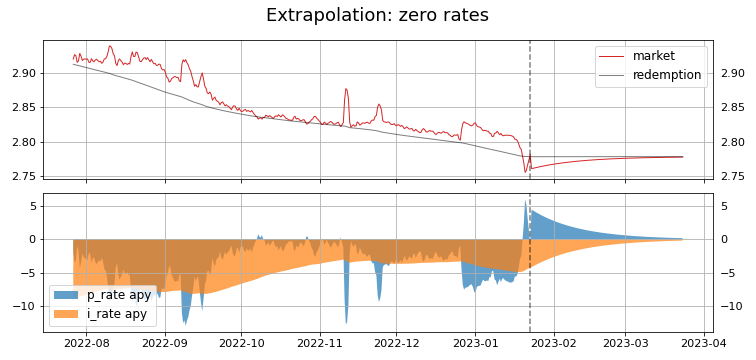 Extrapolation: zero rates
2.90
2.85
2.80
2.75
market
redemption
2.90
2.85
2.80
2.75
5
0
−5
−10
p_rate apy
i_rate apy
5
0
−5
−10
2022-08 2022-09 2022-10 2022-11 2022-12 2023-01 2023-02 2023-03 2023-04